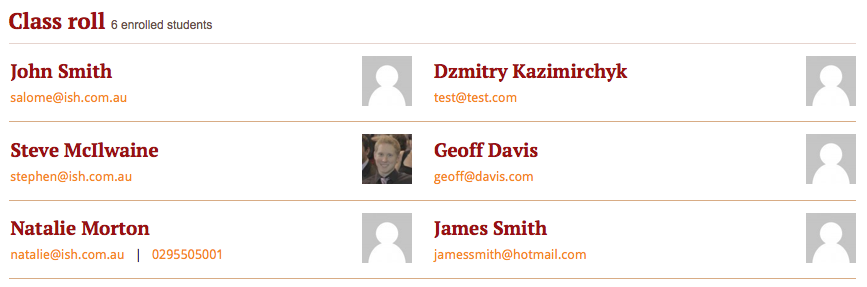 Class roll 6 enrolled students
John Smith
salome@ish.com.au
Dzmitry Kazimirchyk
test@test.com
Steve McIlwaine
stephen@ish.com.au
Geoff Davis
geoff@davis.com
Natalie Morton
natalie@ish.com.au | 0295505001
James Smith
jamessmith@hotmail.com